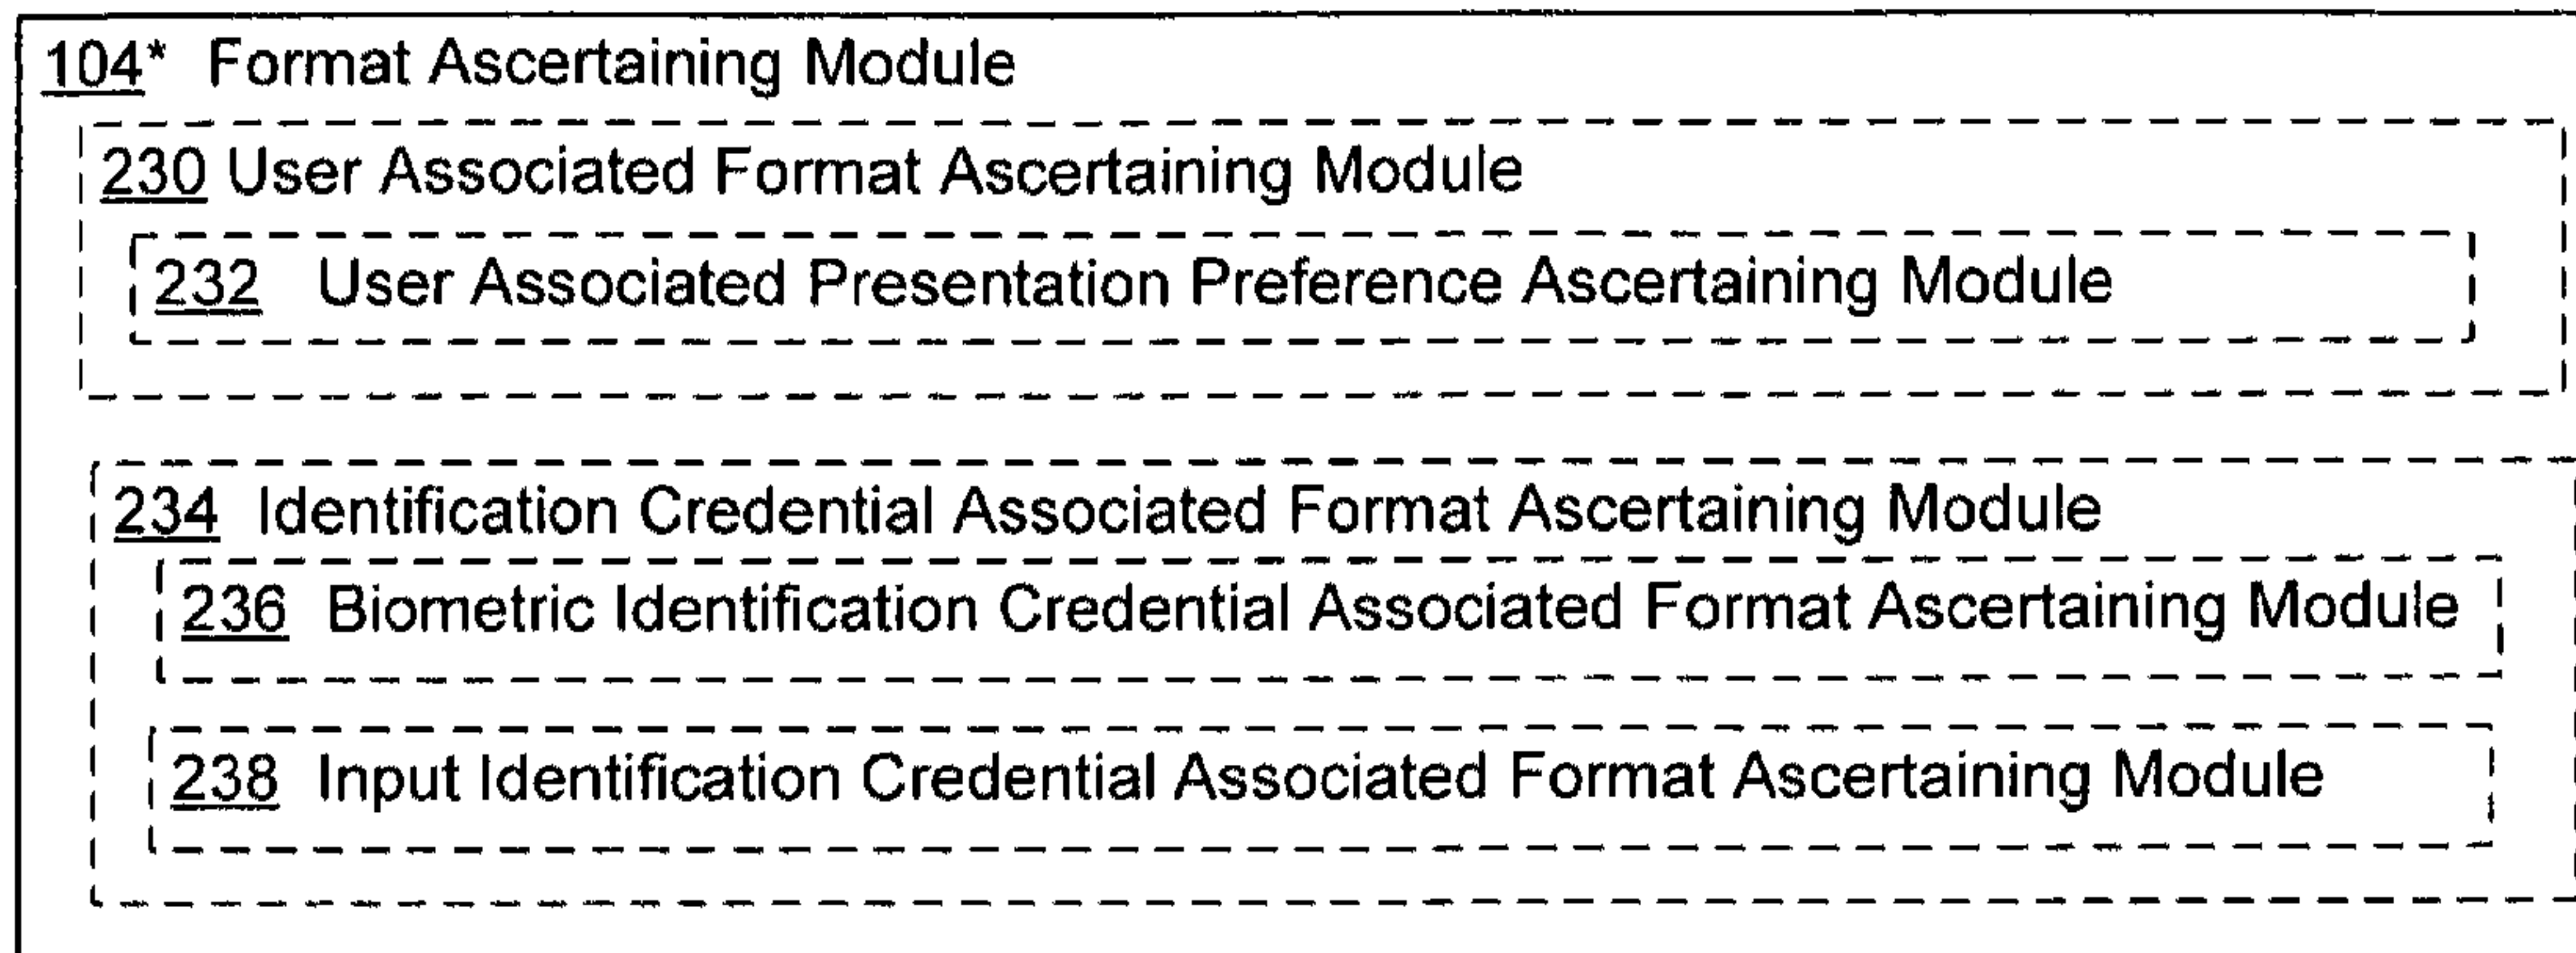 104* Format Ascertaining Module
230 User Associated Format Ascertaining Module
232 User Associated Presentation Preference Ascertaining Module
234 Identification Credential Associated Format Ascertaining Module
236 Biometric Identification Credential Associated Format Ascertaining Module
238 Input Identification Credential Associated Format Ascertaining Module